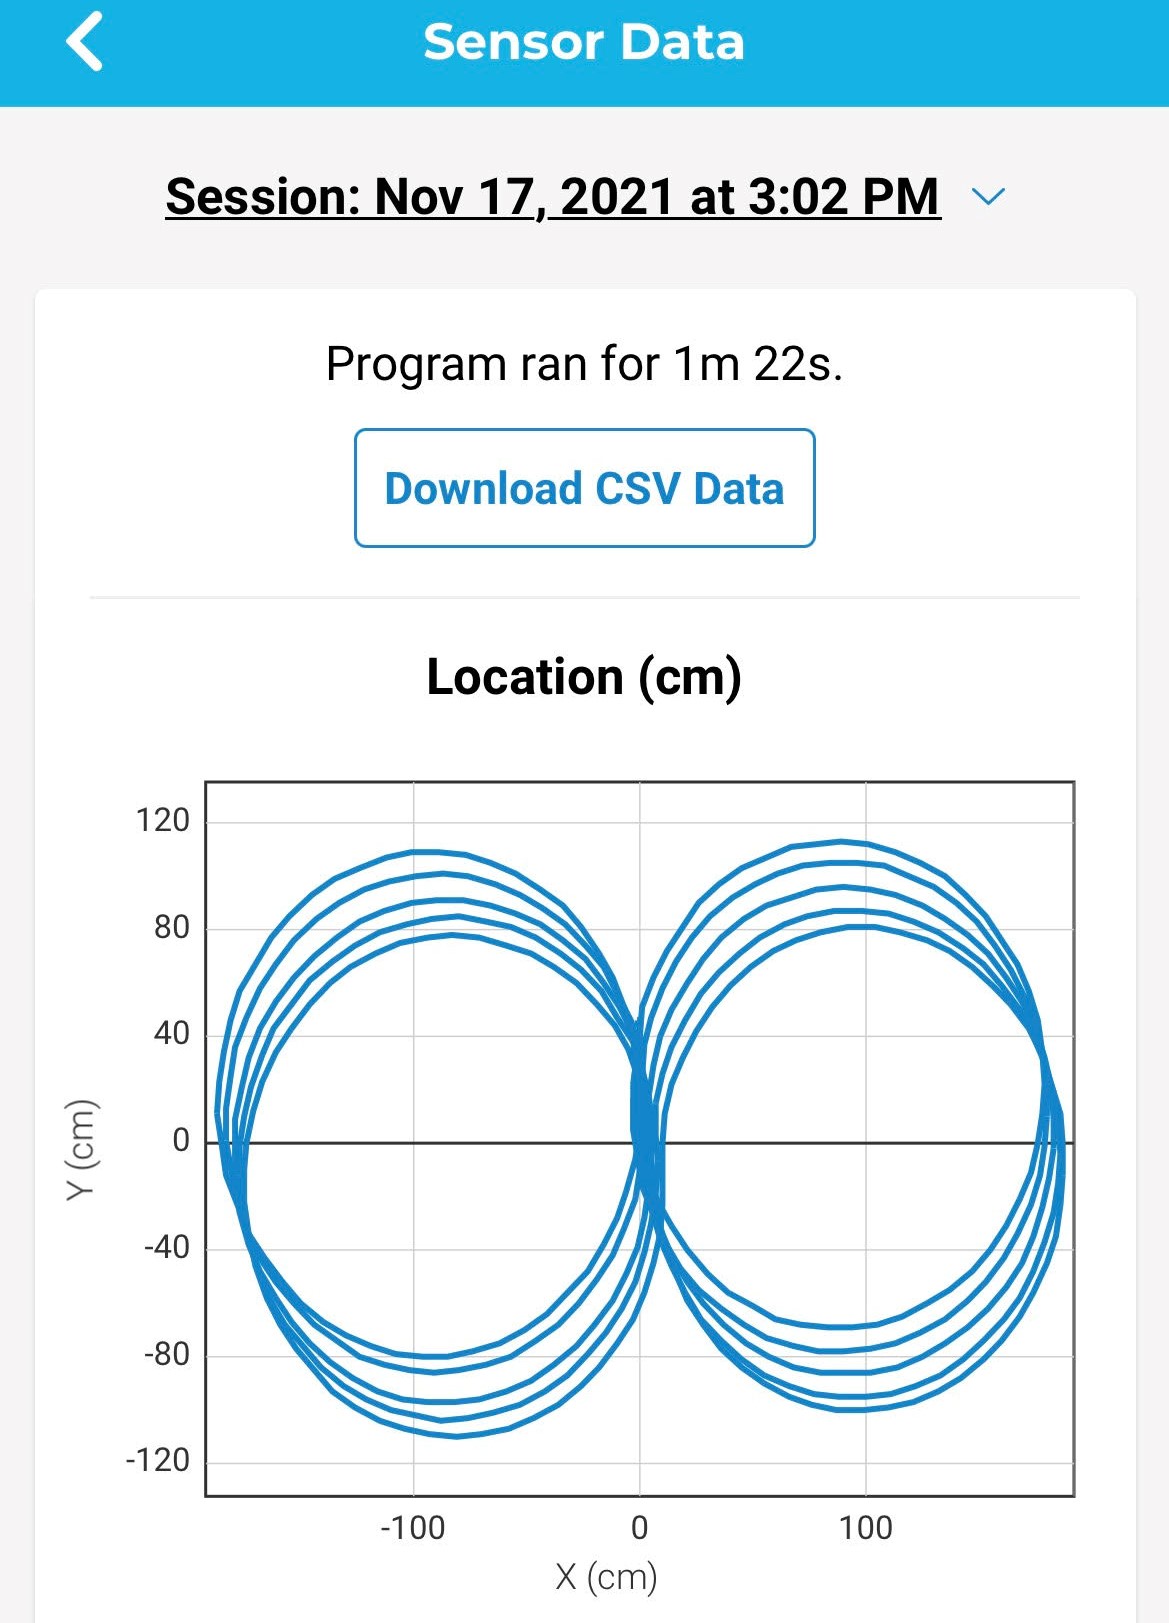 Sensor Data
Session: Nov 17, 2021 at 3:02 PM
Program ran for 1m 22s.
Download CSV Data
Location (cm)
120
80
40
0
-40
-80
-120
Y (cm)
-100 0 100
X (cm)